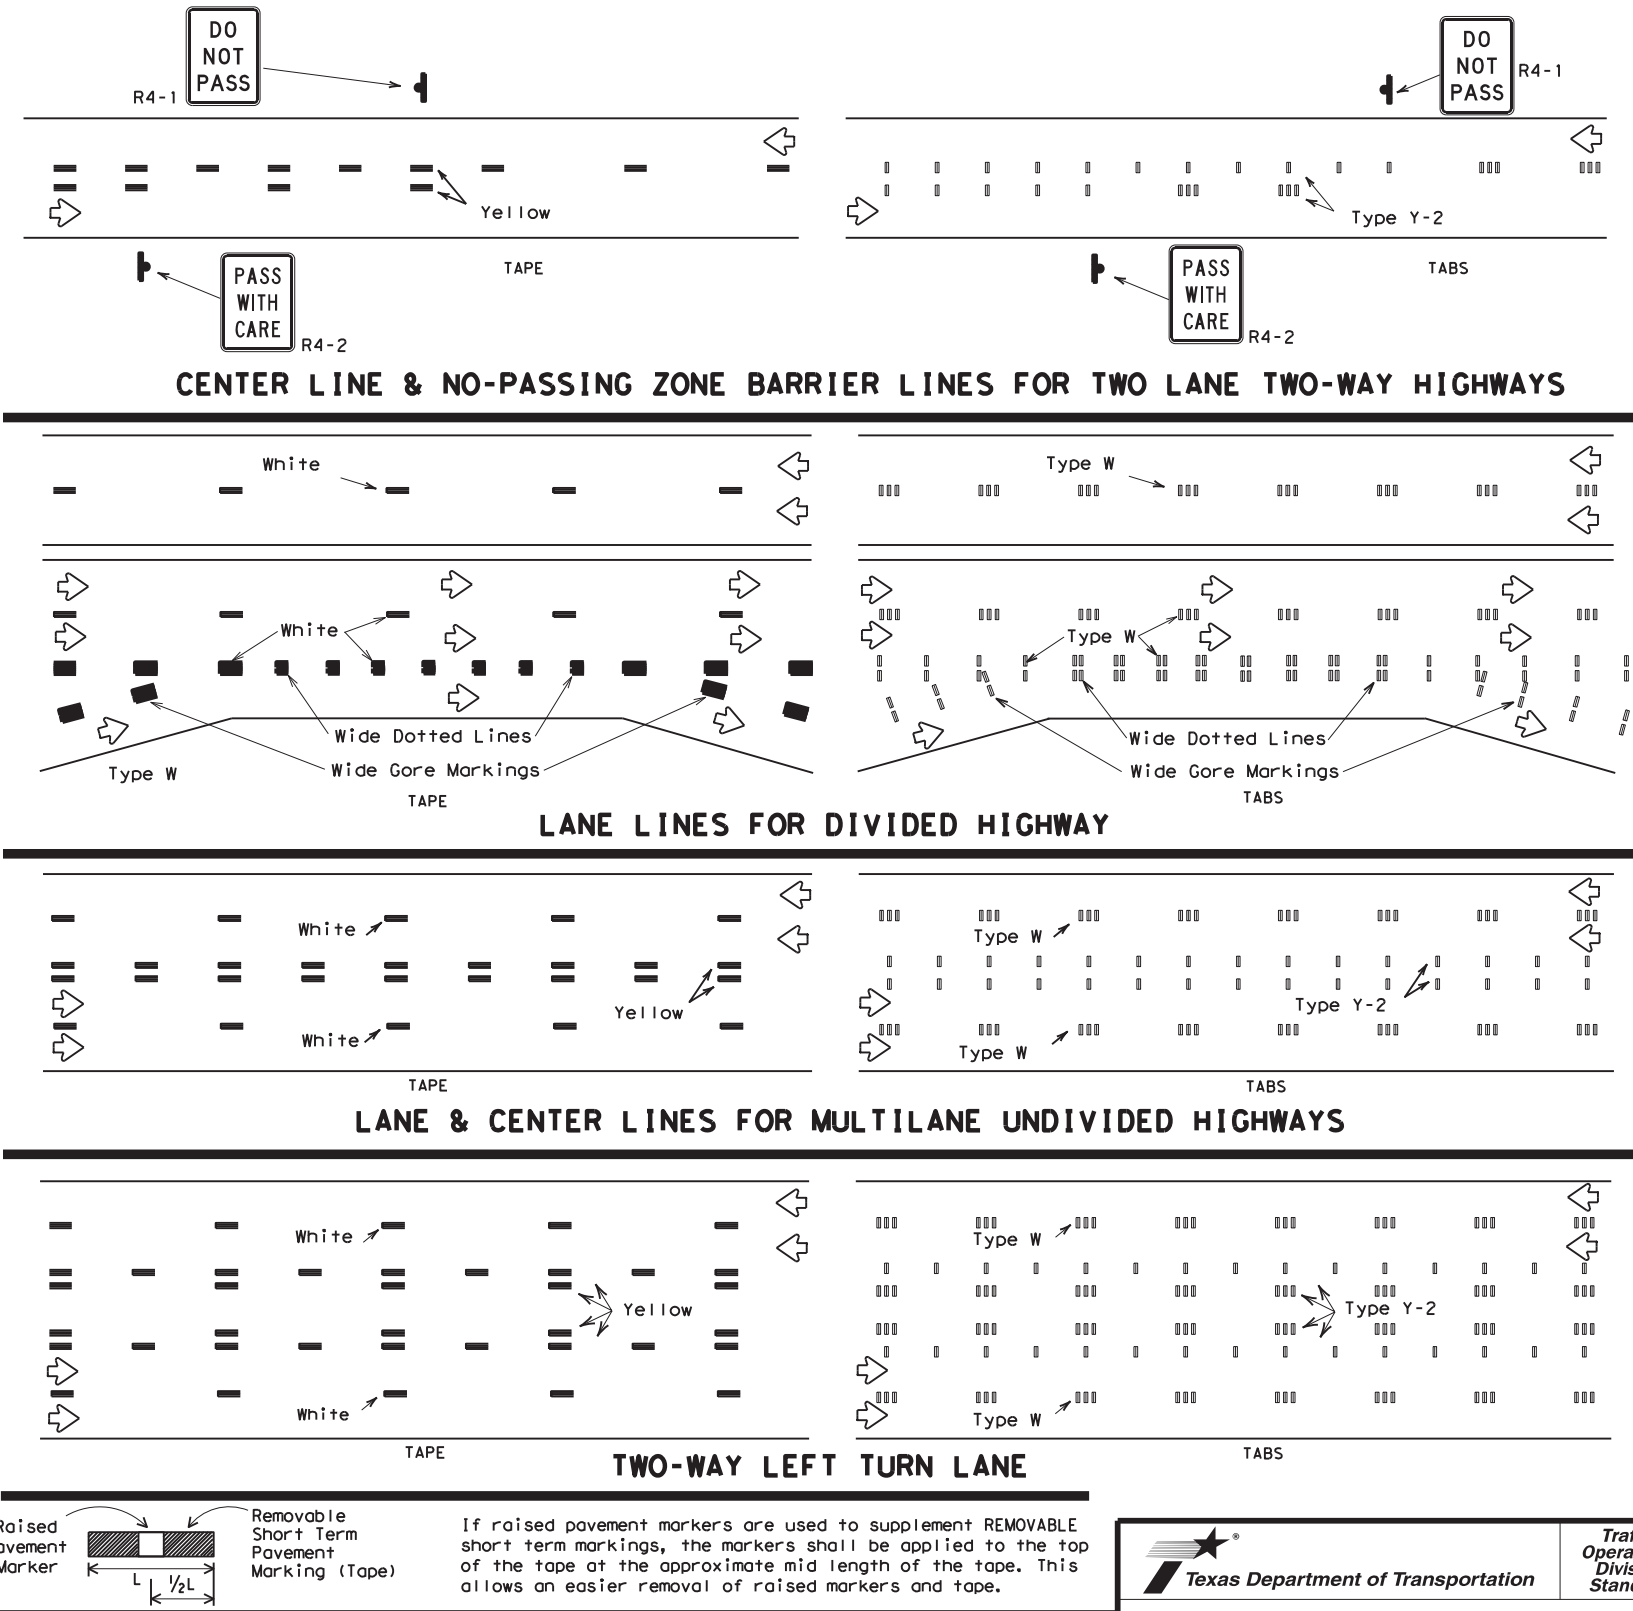 DO
NOT
PASS
R4-1
DO
NOT
PASS
R4-1
Yellow
Type Y-2
TAPE
TABS
PASS
WITH
CARE
R4-2
PASS
WITH
CARE
R4-2
CENTER LINE & NO-PASSING ZONE BARRIER LINES FOR TWO LANE TWO-WAY HIGHWAYS
White
Type W
White
Type W
Wide Dotted Lines
Wide Dotted Lines
Type W
Wide Gore Markings
Wide Gore Markings
TAPE
TABS
LANE LINES FOR DIVIDED HIGHWAY
White
Type W
Yellow
Type Y-2
White
Type W
TAPE
TABS
LANE & CENTER LINES FOR MULTILANE UNDIVIDED HIGHWAYS
White
Type W
Yellow
Type Y-2
White
Type W
TAPE
TABS
TWO-WAY LEFT TURN LANE
Raised
Pavement
Marker
L
½L
Removable
Short Term
Pavement
Marking (Tape)
If raised pavement markers are used to supplement REMOVABLE
short term markings, the markers shall be applied to the top
of the tape at the approximate mid length of the tape. This
allows an easier removal of raised markers and tape.
®
Texas Department of Transportation